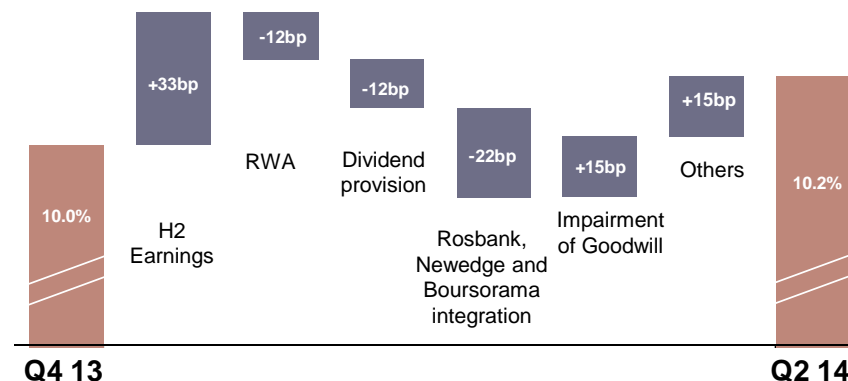 -12bp
+33bp
-12bp
+15bp
-22bp
+15bp
10.0%
10.2%
RWA
Dividend
provision
Others
H2
Earnings
Impairment
of Goodwill
Rosbank,
Newedge and
Boursorama
integration
Q4 13
Q2 14